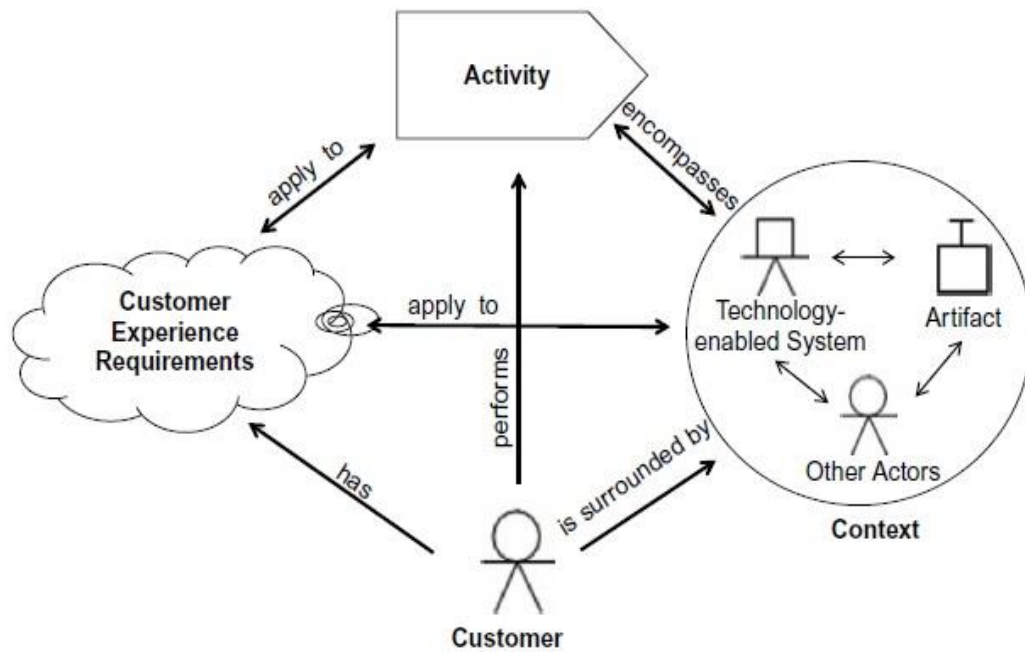 Activity
encompasses
apply to
Customer
Experience
Requirements
apply to
Technology-
enabled System
Artifact
Other Actors
Context
performs
has
is surrounded by
Customer